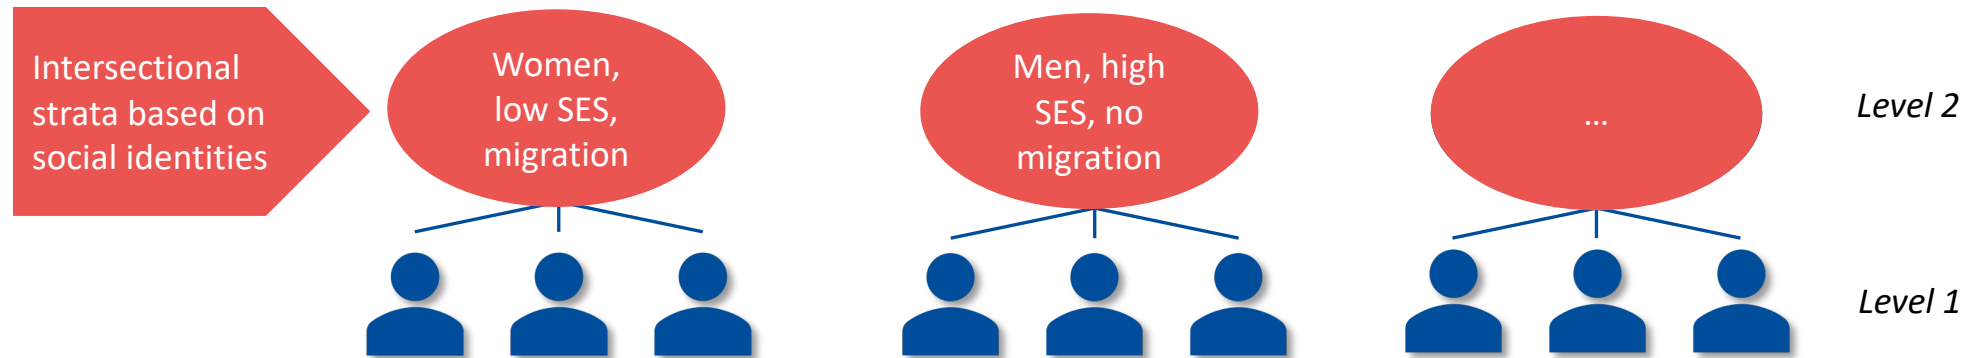 Intersectional
strata based on
social identities
Women,
low SES,
migration
Men, high
SES, no
migration
...
Level 2
Level 1